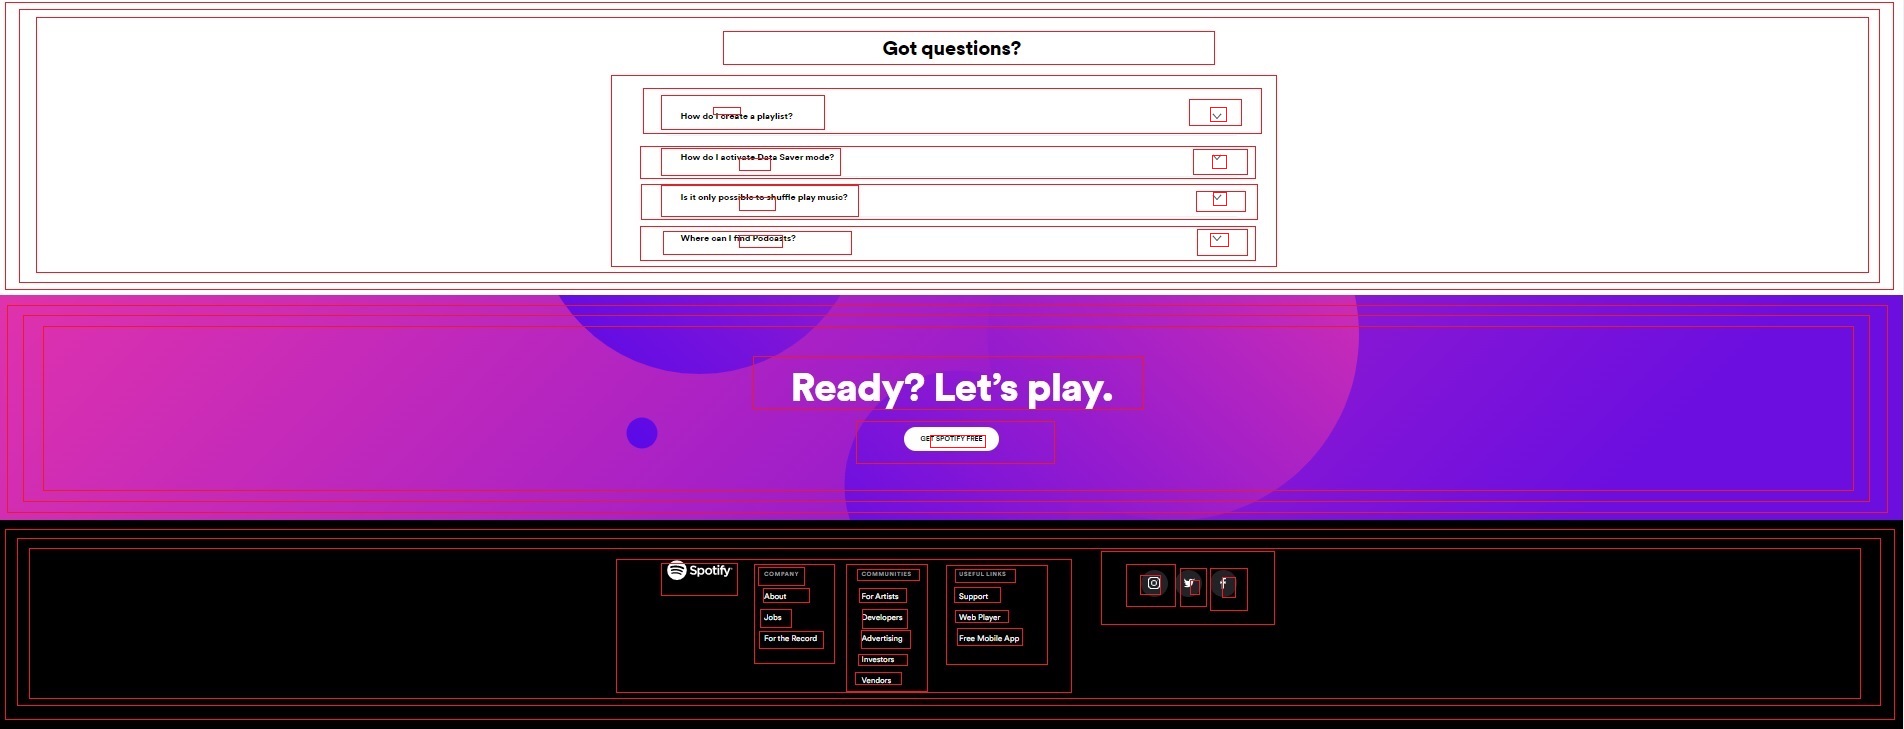 Got questions?
How do I create a playlist?
How do I activate Data Saver mode?
Is it only possible to shuffle play music?
Where can I find Podcasts?
Ready? Let's play.
GET SPOTIFY FREE
Spotify
COMPANY
About
Jobs
For the Record
COMMUNITIES
For Artists
Developers
Advertising
Investors
Vendors
USEFUL LINKS
Support
Web Player
Free Mobile App